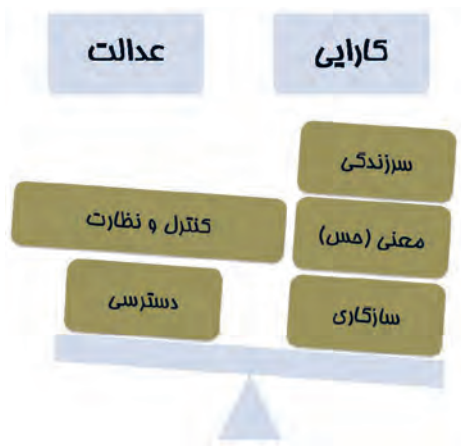 کارایی
عدالت
سرزندگی
معنی (حس)
کنترل و نظارت
سازگاری
دسترسی